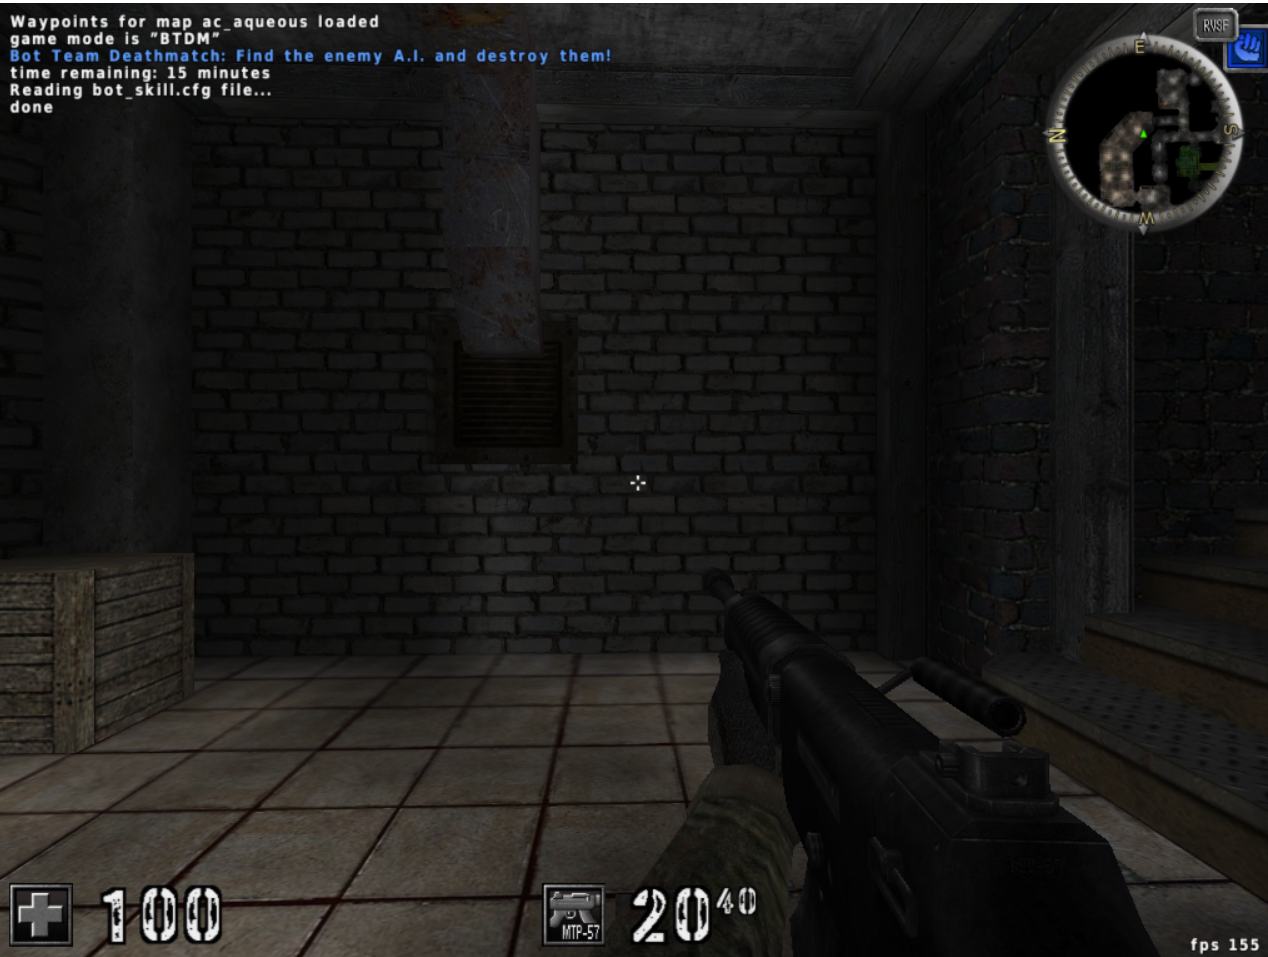 Waypoints for map ac_aqueous loaded
game mode is "BTDM"
Bot Team Deathmatch: Find the enemy A.I. and destroy them!
time remaining: 15 minutes
Reading bot_skill.cfg file...
done
RVSF
E
N
S
W
100
MTP-57
20 40
fps 155